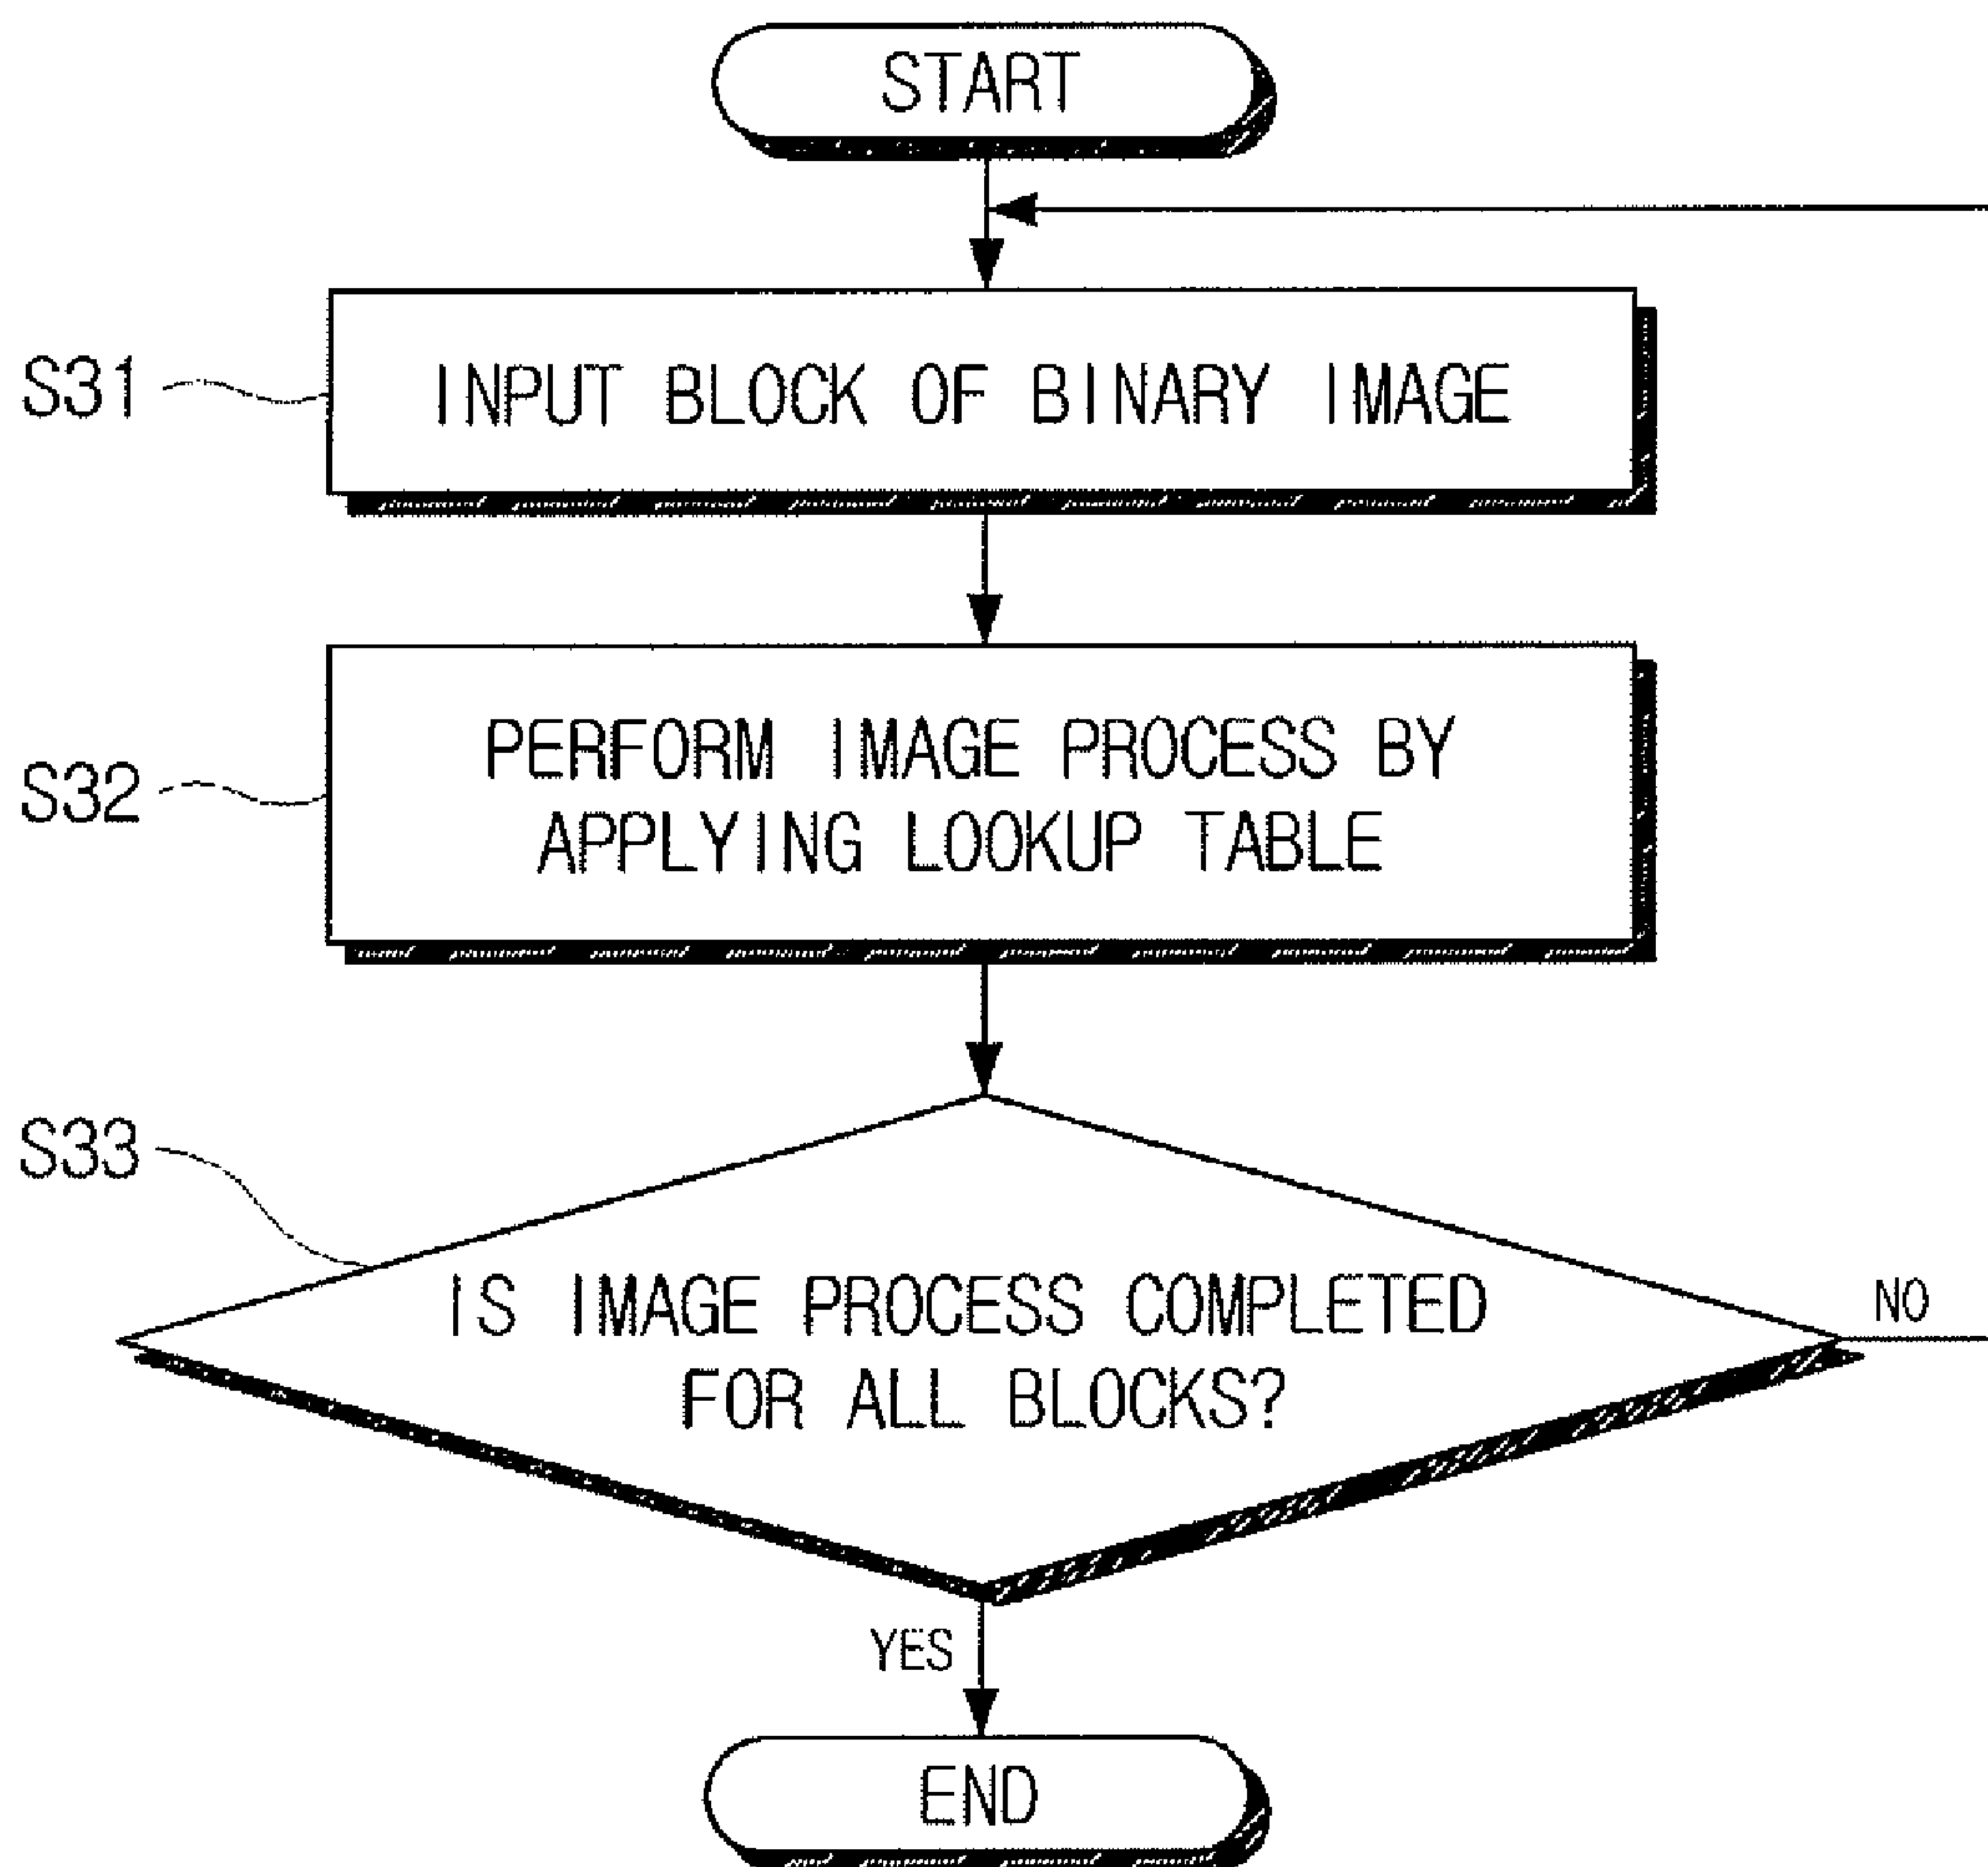 START
S31
INPUT BLOCK OF BINARY IMAGE
S32
PERFORM IMAGE PROCESS BY
APPLYING LOOKUP TABLE
S33
IS IMAGE PROCESS COMPLETED
FOR ALL BLOCKS?
NO
YES
END